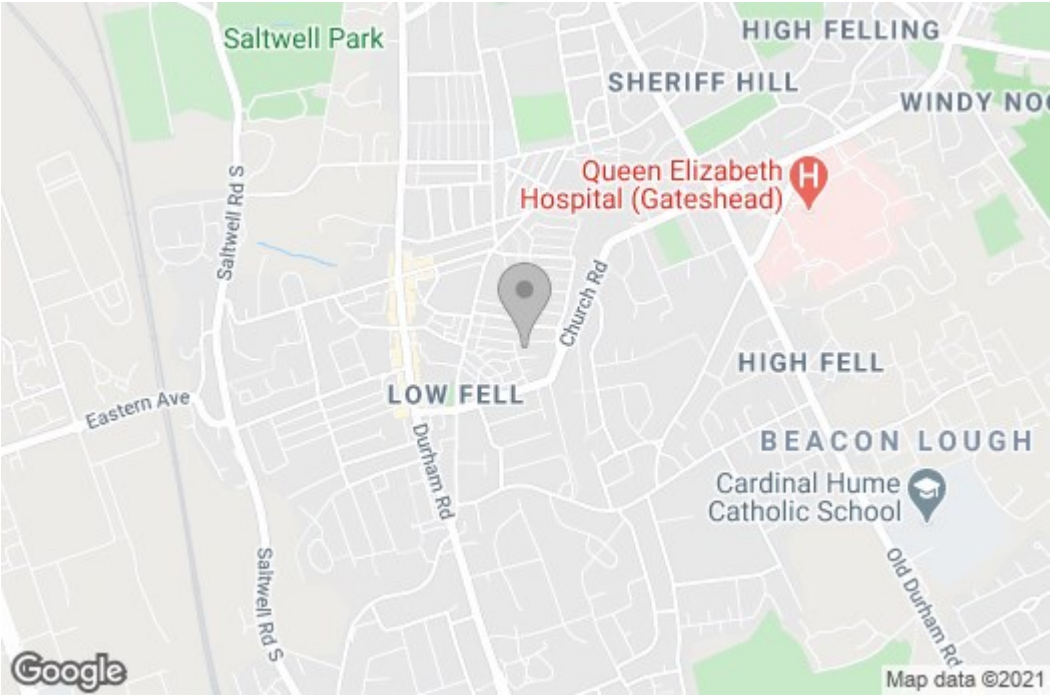 Saltwell Park
HIGH FELLING
SHERIFF HILL
WINDY NOO
Queen Elizabeth
Hospital (Gateshead)
H
Saltwell Rd S
Church Rd
HIGH FELL
LOW FELL
Eastern Ave
Durham Rd
BEACON LOUGH
Cardinal Hume
Catholic School
Saltwell Rd S
Old Durham Rd
Google
Map data ©2021